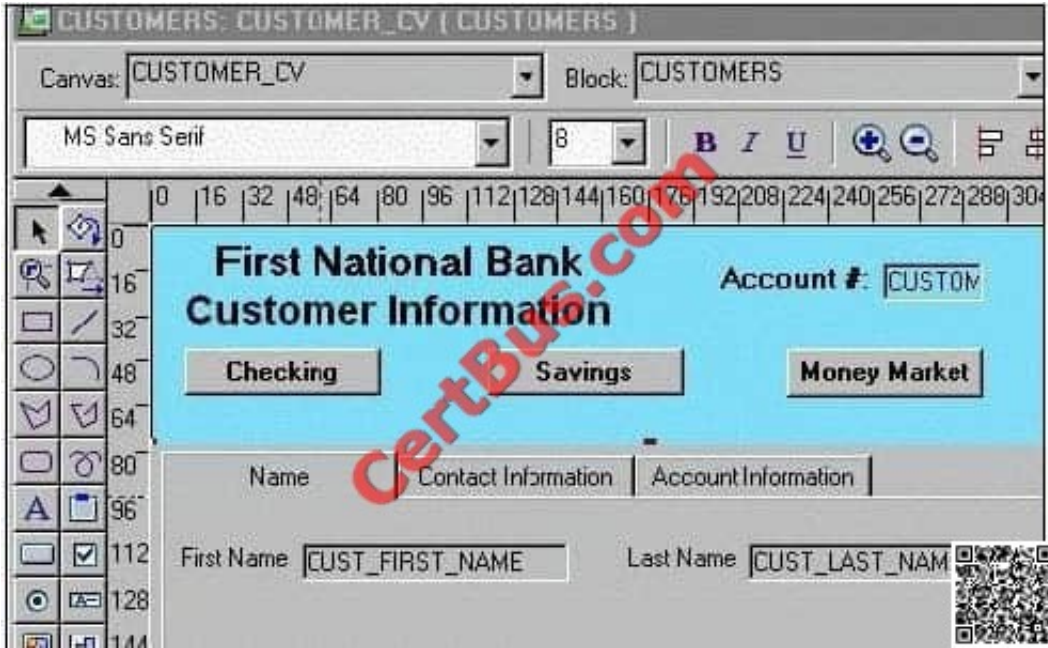 CUSTOMERS: CUSTOMER_CV ( CUSTOMERS )
Canvas: CUSTOMER_CV Block: CUSTOMERS
MS Sans Serif 8 B I U
0 16 32 48 64 80 96 112 128 144 160 176 192 208 224 240 256 272 288 304
0
16
32
48
64
80
96
112
128
144
A
First National Bank
Customer Information
Account #: CUSTOM
Checking Savings Money Market
Name Contact Information Account Information
First Name CUST_FIRST_NAME Last Name CUST_LAST_NAM
CertBus.com